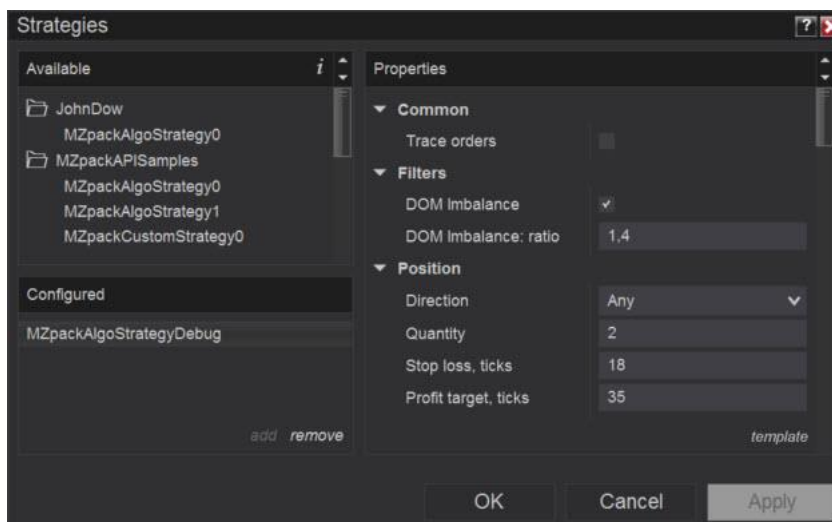 Strategies
?
Available i
JohnDow
MZpackAlgoStrategy0
MZpackAPISamples
MZpackAlgoStrategy0
MZpackAlgoStrategy1
MZpackCustomStrategy0
Configured
MZpackAlgoStrategyDebug
add remove
Properties
Common
Trace orders
Filters
DOM Imbalance
DOM Imbalance: ratio 1,4
Position
Direction Any
Quantity 2
Stop loss, ticks 18
Profit target, ticks 35
template
OK Cancel Apply